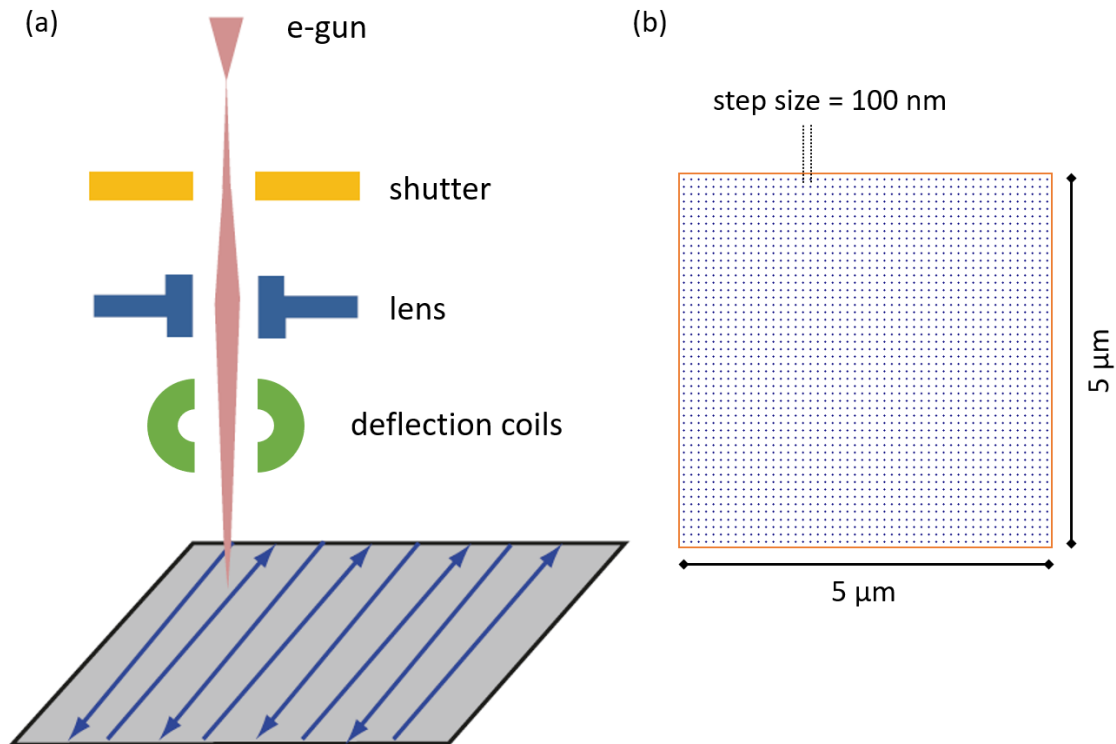 (a)
e-gun
shutter
lens
deflection coils
(b)
step size = 100 nm
5 µm
5 µm